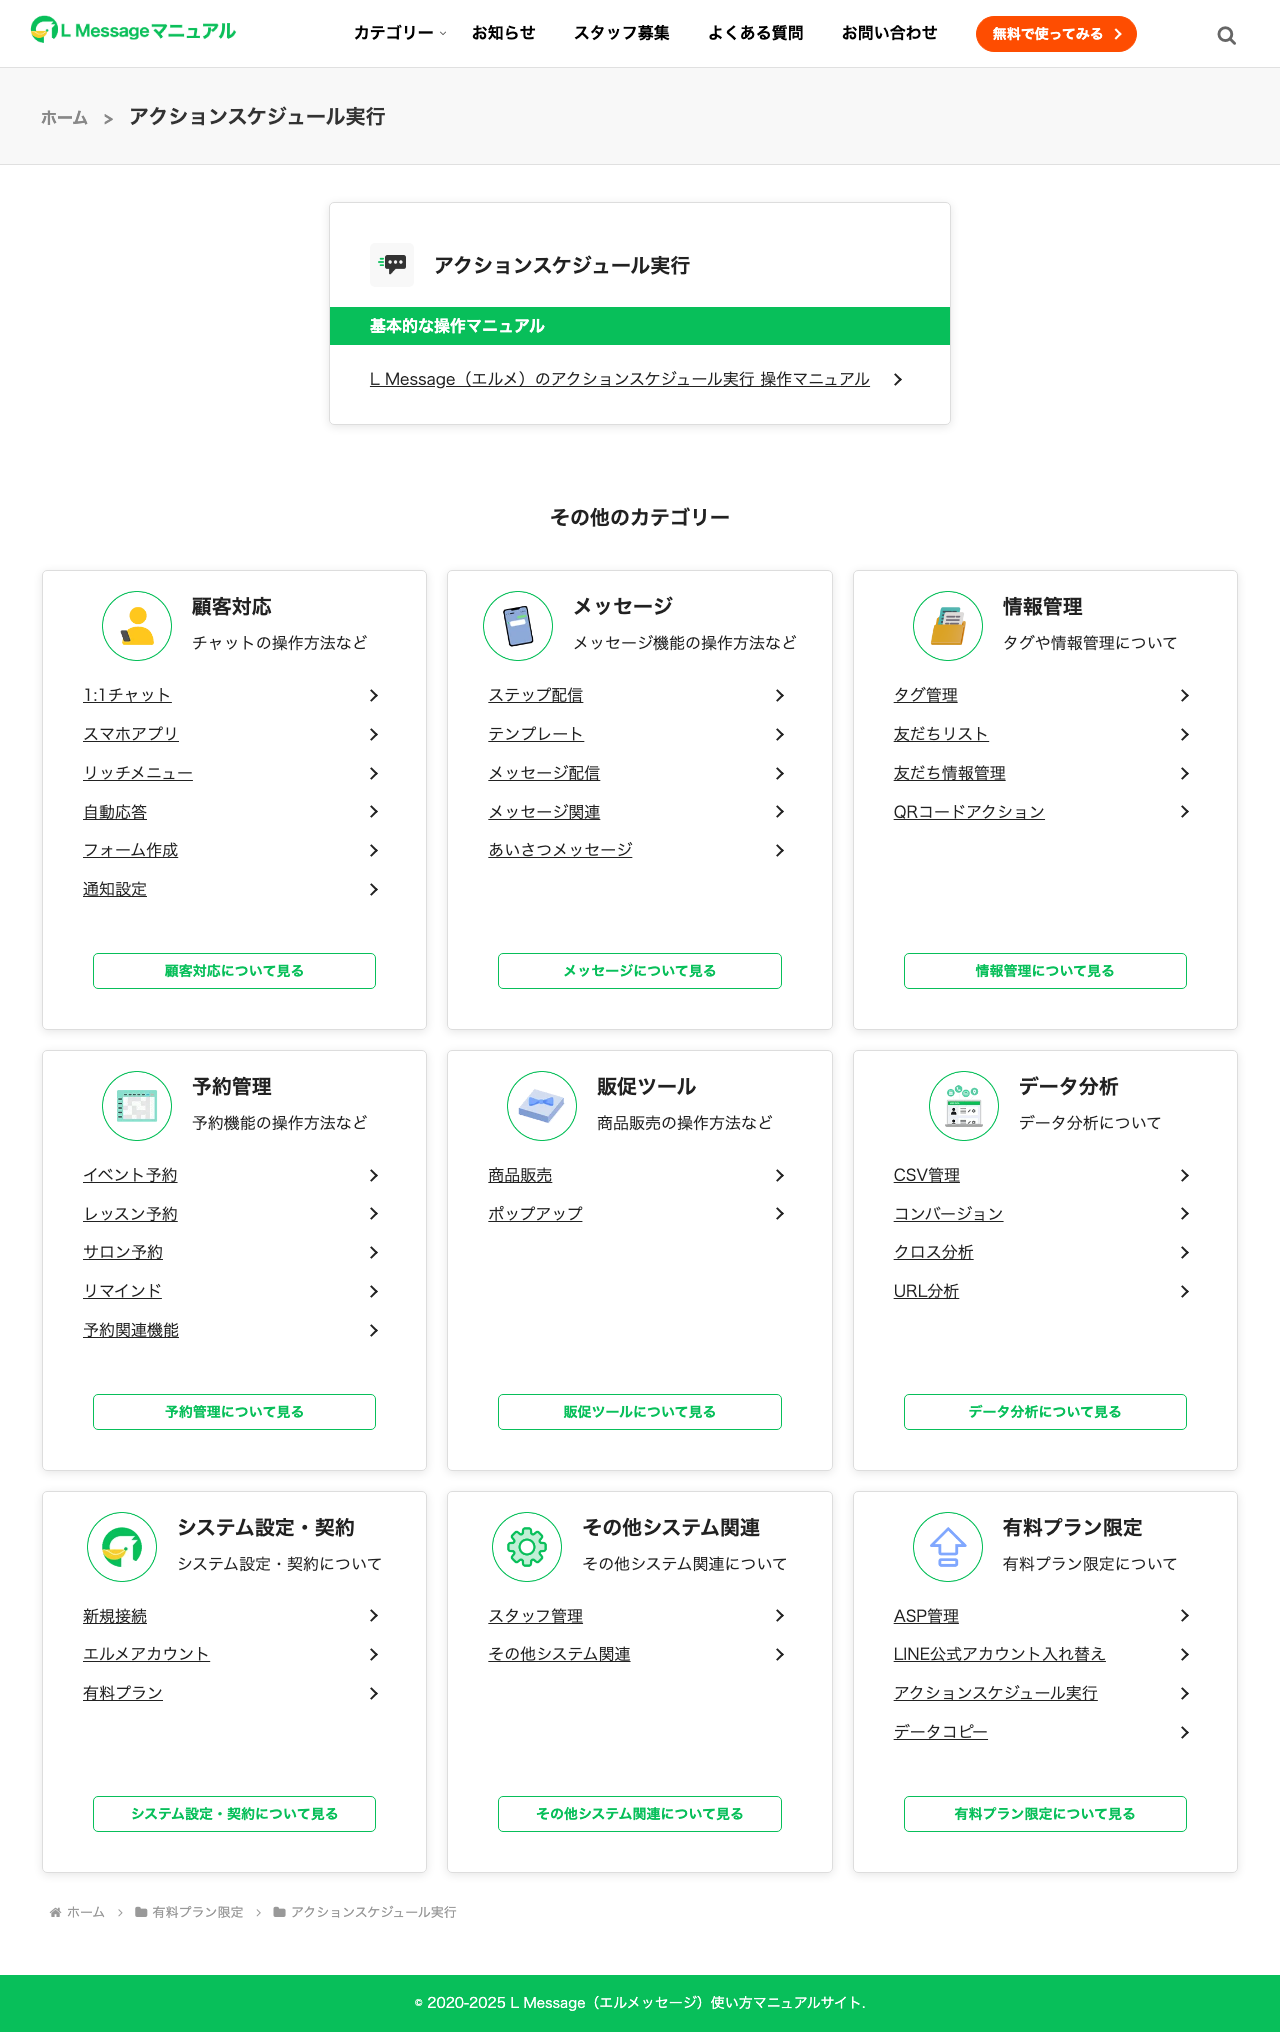 L Messageマニュアル
カテゴリー
お知らせ
スタッフ募集
よくある質問
お問い合わせ
無料で使ってみる
ホーム > アクションスケジュール実行
アクションスケジュール実行
基本的な操作マニュアル
L Message（エルメ）のアクションスケジュール実行 操作マニュアル
その他のカテゴリー
顧客対応
チャットの操作方法など
1:1チャット
スマホアプリ
リッチメニュー
自動応答
フォーム作成
通知設定
顧客対応について見る
メッセージ
メッセージ機能の操作方法など
ステップ配信
テンプレート
メッセージ配信
メッセージ関連
あいさつメッセージ
メッセージについて見る
情報管理
タグや情報管理について
タグ管理
友だちリスト
友だち情報管理
QRコードアクション
情報管理について見る
予約管理
予約機能の操作方法など
イベント予約
レッスン予約
サロン予約
リマインド
予約関連機能
予約管理について見る
販促ツール
商品販売の操作方法など
商品販売
ポップアップ
販促ツールについて見る
データ分析
データ分析について
CSV管理
コンバージョン
クロス分析
URL分析
データ分析について見る
システム設定・契約
システム設定・契約について
新規接続
エルメアカウント
有料プラン
システム設定・契約について見る
その他システム関連
その他システム関連について
スタッフ管理
その他システム関連
その他システム関連について見る
有料プラン限定
有料プラン限定について
ASP管理
LINE公式アカウント入れ替え
アクションスケジュール実行
データコピー
有料プラン限定について見る
ホーム > 有料プラン限定 > アクションスケジュール実行
© 2020-2025 L Message（エルメッセージ）使い方マニュアルサイト.